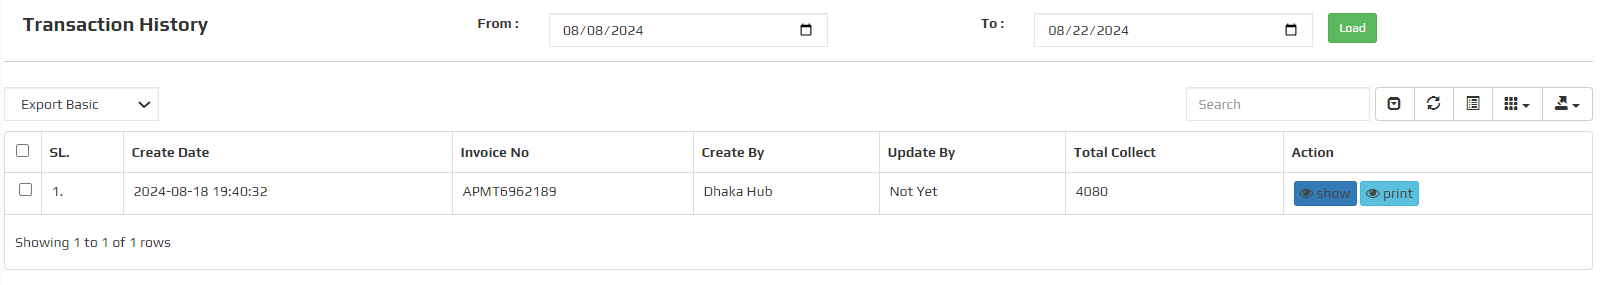 Transaction History From : 08/08/2024 To : 08/22/2024 Load
Export Basic Search
SL. Create Date Invoice No Create By Update By Total Collect Action
1. 2024-08-18 19:40:32 APMT6962189 Dhaka Hub Not Yet 4080 show print
Showing 1 to 1 of 1 rows